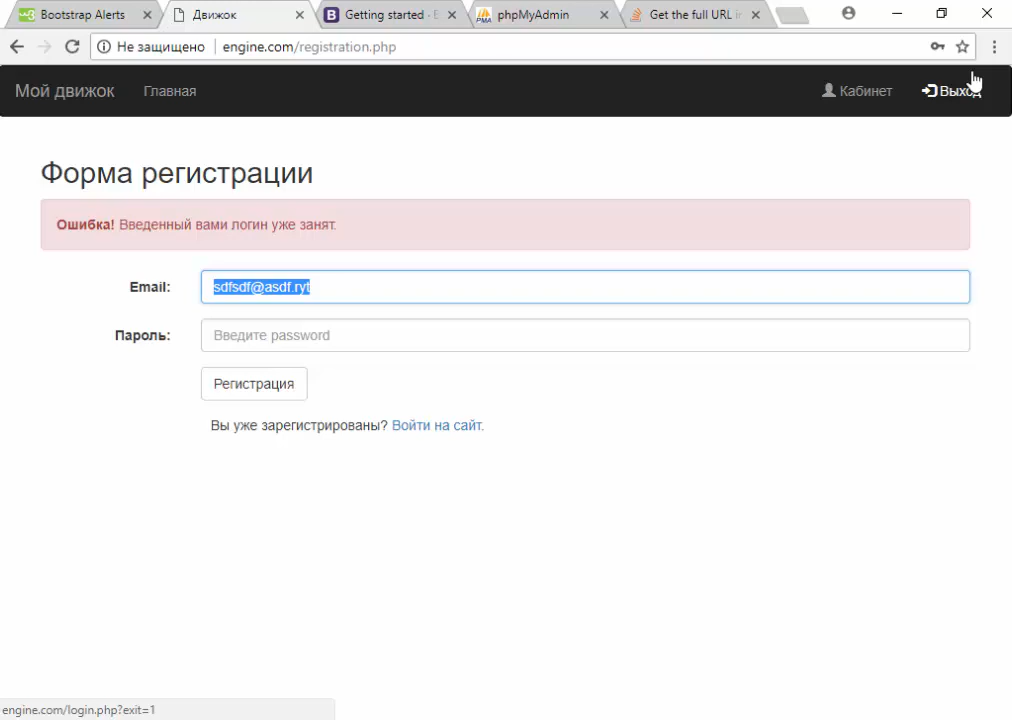 Bootstrap Alerts
Движок
Getting started -
phpMyAdmin
Get the full URL in
Не защищено engine.com/registration.php
Мой движок Главная Кабинет Выход
Форма регистрации
Ошибка! Введенный вами логин уже занят.
Email: sdfsdf@asdf.ryt
Пароль: Введите password
Регистрация
Вы уже зарегистрированы? Войти на сайт.
engine.com/login.php?exit=1